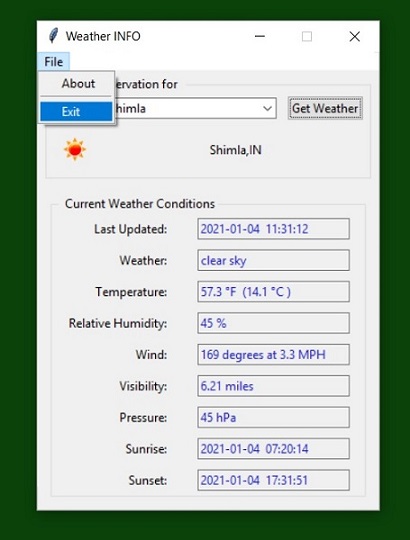 Weather INFO
File
About
ervation for
Exit
himla
Get Weather
Shimla,IN
Current Weather Conditions
Last Updated: 2021-01-04 11:31:12
Weather: clear sky
Temperature: 57.3 °F (14.1 °C )
Relative Humidity: 45 %
Wind: 169 degrees at 3.3 MPH
Visibility: 6.21 miles
Pressure: 45 hPa
Sunrise: 2021-01-04 07:20:14
Sunset: 2021-01-04 17:31:51